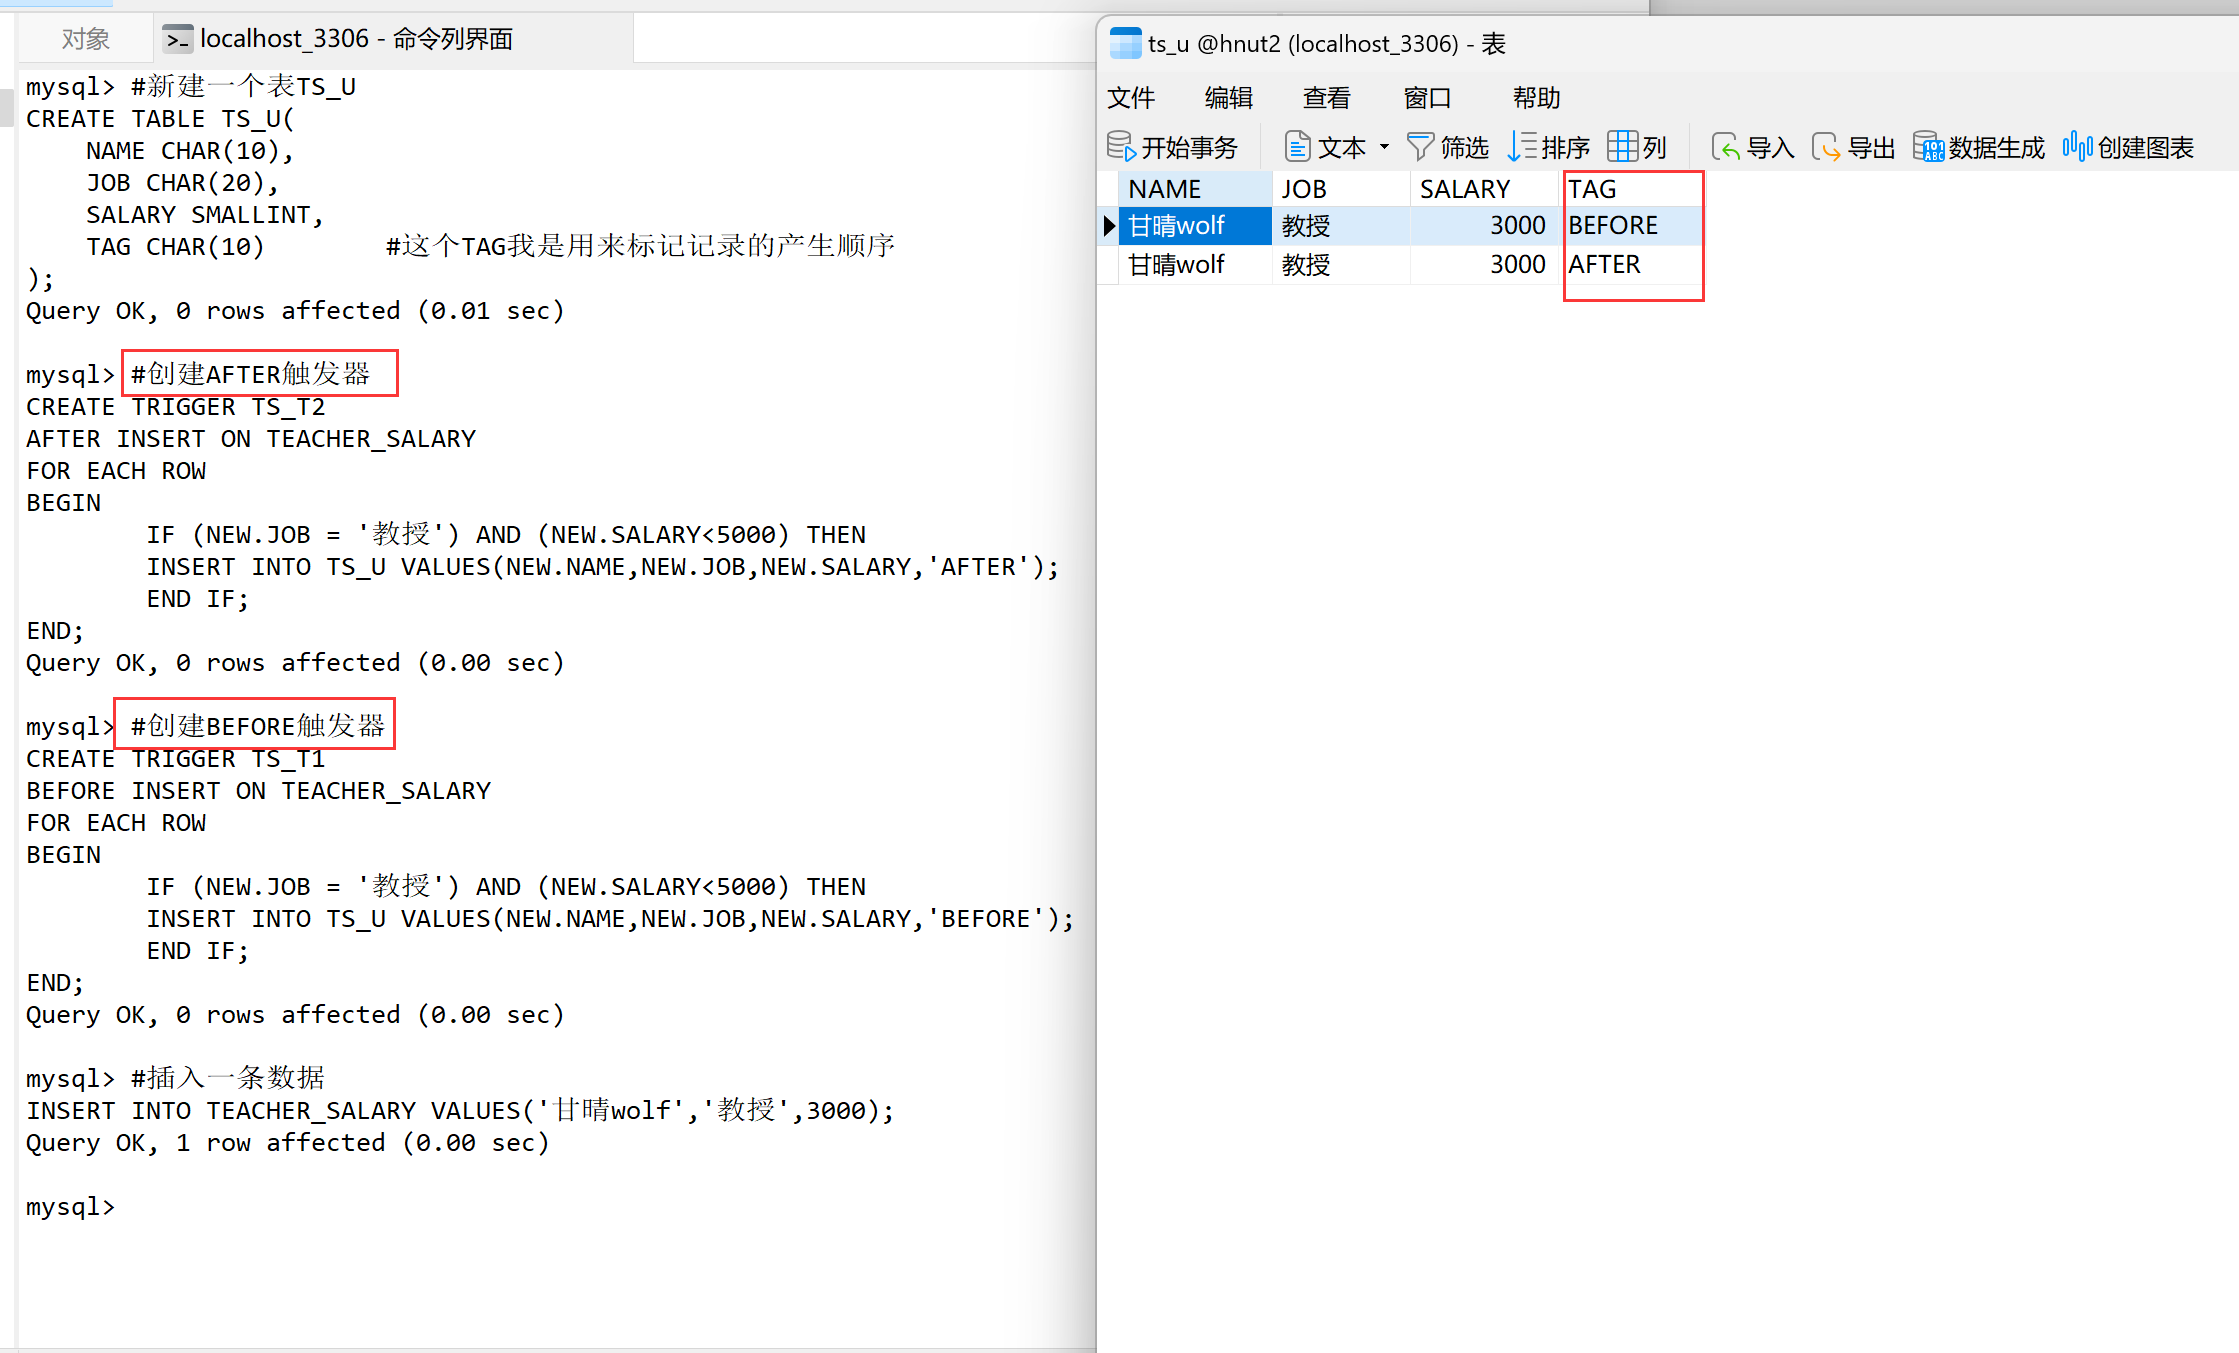 对象
localhost_3306 - 命令列界面
mysql> #新建一个表TS_U
CREATE TABLE TS_U(
    NAME CHAR(10),
    JOB CHAR(20),
    SALARY SMALLINT,
    TAG CHAR(10)        #这个TAG我是用来标记记录的产生顺序
);
Query OK, 0 rows affected (0.01 sec)
mysql> #创建AFTER触发器
CREATE TRIGGER TS_T2
AFTER INSERT ON TEACHER_SALARY
FOR EACH ROW
BEGIN
        IF (NEW.JOB = '教授') AND (NEW.SALARY<5000) THEN
        INSERT INTO TS_U VALUES(NEW.NAME,NEW.JOB,NEW.SALARY,'AFTER');
        END IF;
END;
Query OK, 0 rows affected (0.00 sec)
mysql> #创建BEFORE触发器
CREATE TRIGGER TS_T1
BEFORE INSERT ON TEACHER_SALARY
FOR EACH ROW
BEGIN
        IF (NEW.JOB = '教授') AND (NEW.SALARY<5000) THEN
        INSERT INTO TS_U VALUES(NEW.NAME,NEW.JOB,NEW.SALARY,'BEFORE');
        END IF;
END;
Query OK, 0 rows affected (0.00 sec)
mysql> #插入一条数据
INSERT INTO TEACHER_SALARY VALUES('甘晴wolf','教授',3000);
Query OK, 1 row affected (0.00 sec)
mysql>
ts_u @hnut2 (localhost_3306) - 表
文件 编辑 查看 窗口 帮助
开始事务 文本 筛选 排序 列 导入 导出 数据生成 创建图表
NAME JOB SALARY TAG
甘晴wolf 教授 3000 BEFORE
甘晴wolf 教授 3000 AFTER